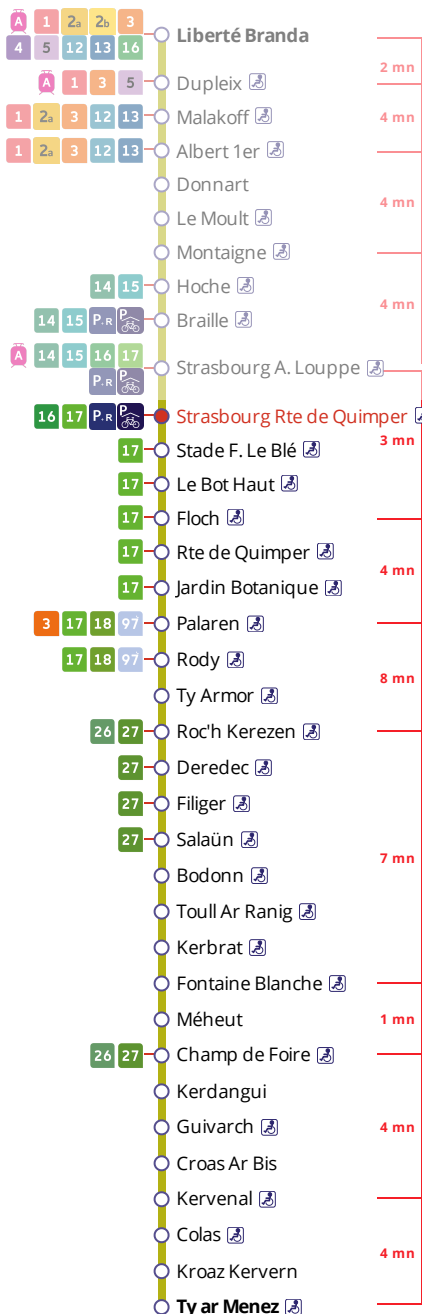 A 1 2a 2b 3
4 5 12 13 16
Liberté Branda
2 mn
A 1 3 5 Dupleix
1 2a 3 12 13 Malakoff
4 mn
1 2a 3 12 13 Albert 1er
Donnart
4 mn
Le Moult
Montaigne
14 15 Hoche
4 mn
14 15 P.R P Braille
A 14 15 16 17
P.R P
Strasbourg A. Louppe
16 17 P.R P Strasbourg Rte de Quimper
3 mn
17 Stade F. Le Blé
17 Le Bot Haut
17 Floch
17 Rte de Quimper
4 mn
17 Jardin Botanique
3 17 18 97 Palaren
17 18 97 Rody
8 mn
Ty Armor
26 27 Roc'h Kerezen
27 Deredec
27 Filiger
27 Salaün
7 mn
Bodonn
Toull Ar Ranig
Kerbrat
Fontaine Blanche
Méheut
1 mn
26 27 Champ de Foire
Kerdangui
Guivarch
4 mn
Croas Ar Bis
Kervenal
Colas
4 mn
Kroaz Kervern
Ty ar Menez